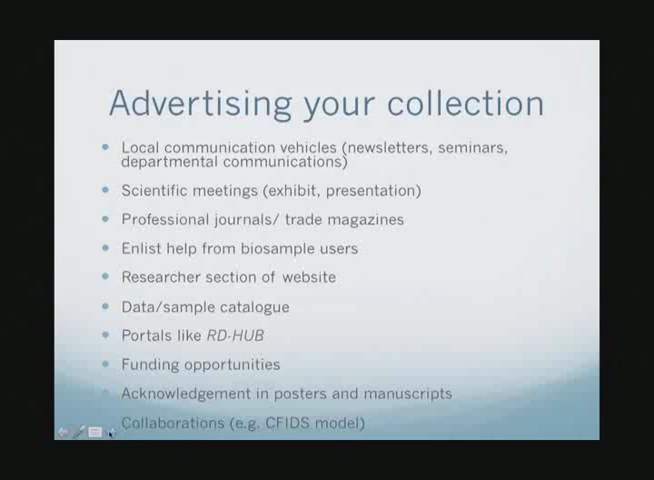 Advertising your collection
Local communication vehicles (newsletters, seminars,
departmental communications)
Scientific meetings (exhibit, presentation)
Professional journals/ trade magazines
Enlist help from biosample users
Researcher section of website
Data/sample catalogue
Portals like RD-HUB
Funding opportunities
Acknowledgement in posters and manuscripts
Collaborations (e.g. CFIDS model)